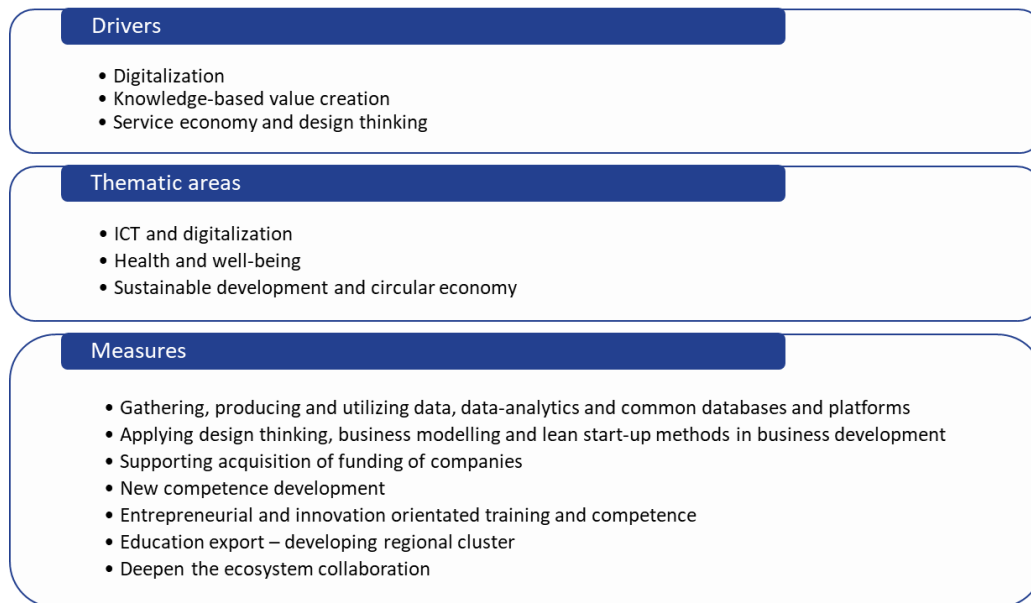 Drivers
• Digitalization
• Knowledge-based value creation
• Service economy and design thinking
Thematic areas
• ICT and digitalization
• Health and well-being
• Sustainable development and circular economy
Measures
• Gathering, producing and utilizing data, data-analytics and common databases and platforms
• Applying design thinking, business modelling and lean start-up methods in business development
• Supporting acquisition of funding of companies
• New competence development
• Entrepreneurial and innovation orientated training and competence
• Education export – developing regional cluster
• Deepen the ecosystem collaboration